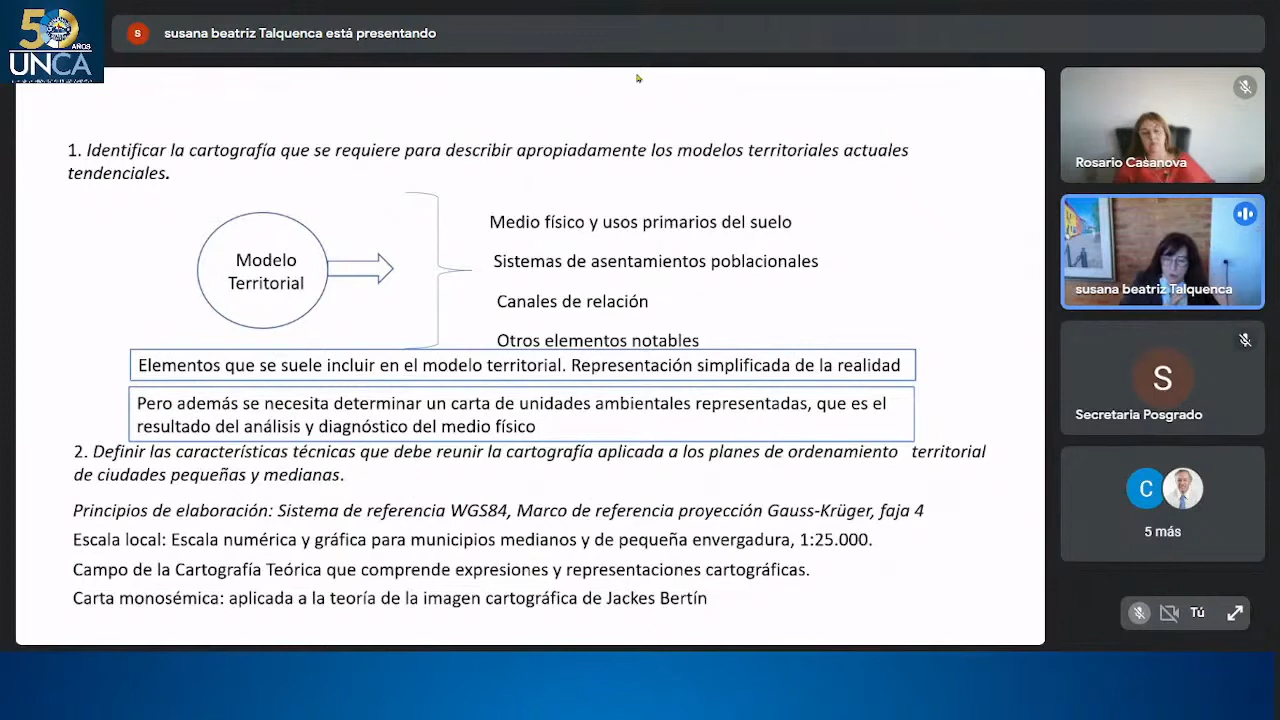 50
AÑOS
UNCA
S
susana beatriz Talquenca está presentando
1. Identificar la cartografía que se requiere para describir apropiadamente los modelos territoriales actuales
tendenciales.
Modelo
Territorial
Medio físico y usos primarios del suelo
Sistemas de asentamientos poblacionales
Canales de relación
Otros elementos notables
Elementos que se suele incluir en el modelo territorial. Representación simplificada de la realidad
Pero además se necesita determinar un carta de unidades ambientales representadas, que es el
resultado del análisis y diagnóstico del medio físico
2. Definir las características técnicas que debe reunir la cartografía aplicada a los planes de ordenamiento territorial
de ciudades pequeñas y medianas.
Principios de elaboración: Sistema de referencia WGS84, Marco de referencia proyección Gauss-Krüger, faja 4
Escala local: Escala numérica y gráfica para municipios medianos y de pequeña envergadura, 1:25.000.
Campo de la Cartografía Teórica que comprende expresiones y representaciones cartográficas.
Carta monosémica: aplicada a la teoría de la imagen cartográfica de Jackes Bertín
Rosario Casanova
susana beatriz Talquenca
S
Secretaria Posgrado
C
5 más
Tú